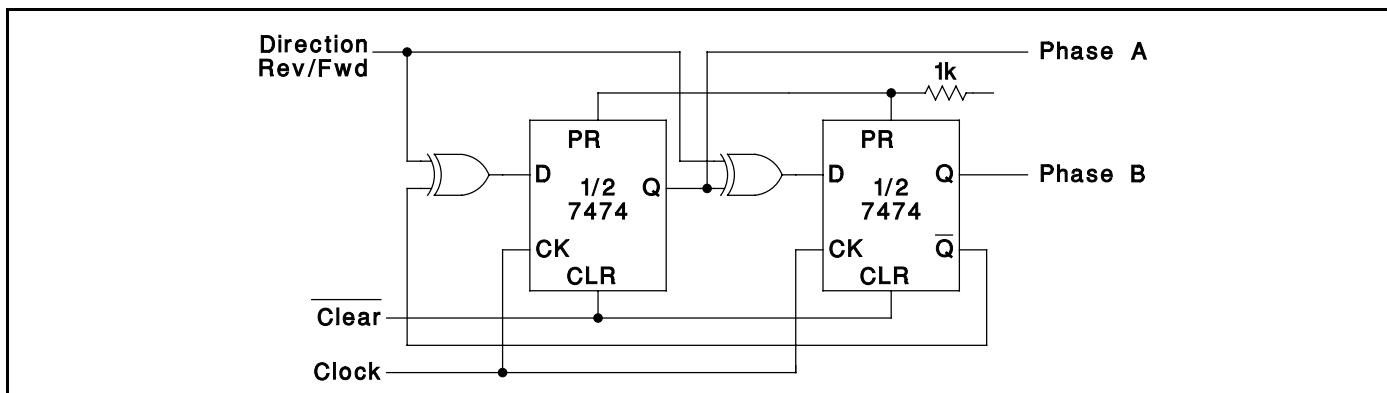 Direction
Rev/Fwd
Phase A
1k
PR
PR
D
1/2
7474
Q
D
1/2
7474
Q
Phase B
CK
CLR
CK
CLR
Q̅
C̅l̅e̅a̅r̅
Clock